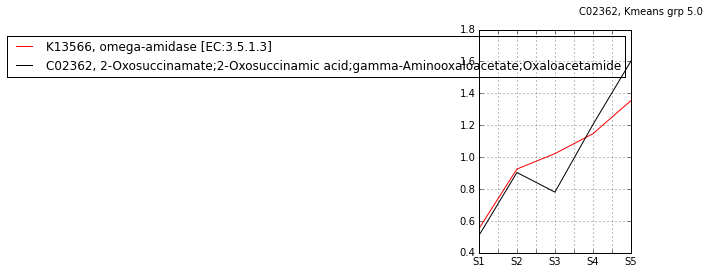 C02362, Kmeans grp 5.0
K13566, omega-amidase [EC:3.5.1.3]
C02362, 2-Oxosuccinamate;2-Oxosuccinamic acid;gamma-Aminooxaloacetate;Oxaloacetamide
1.8
1.6
1.4
1.2
1.0
0.8
0.6
0.4
S1 S2 S3 S4 S5